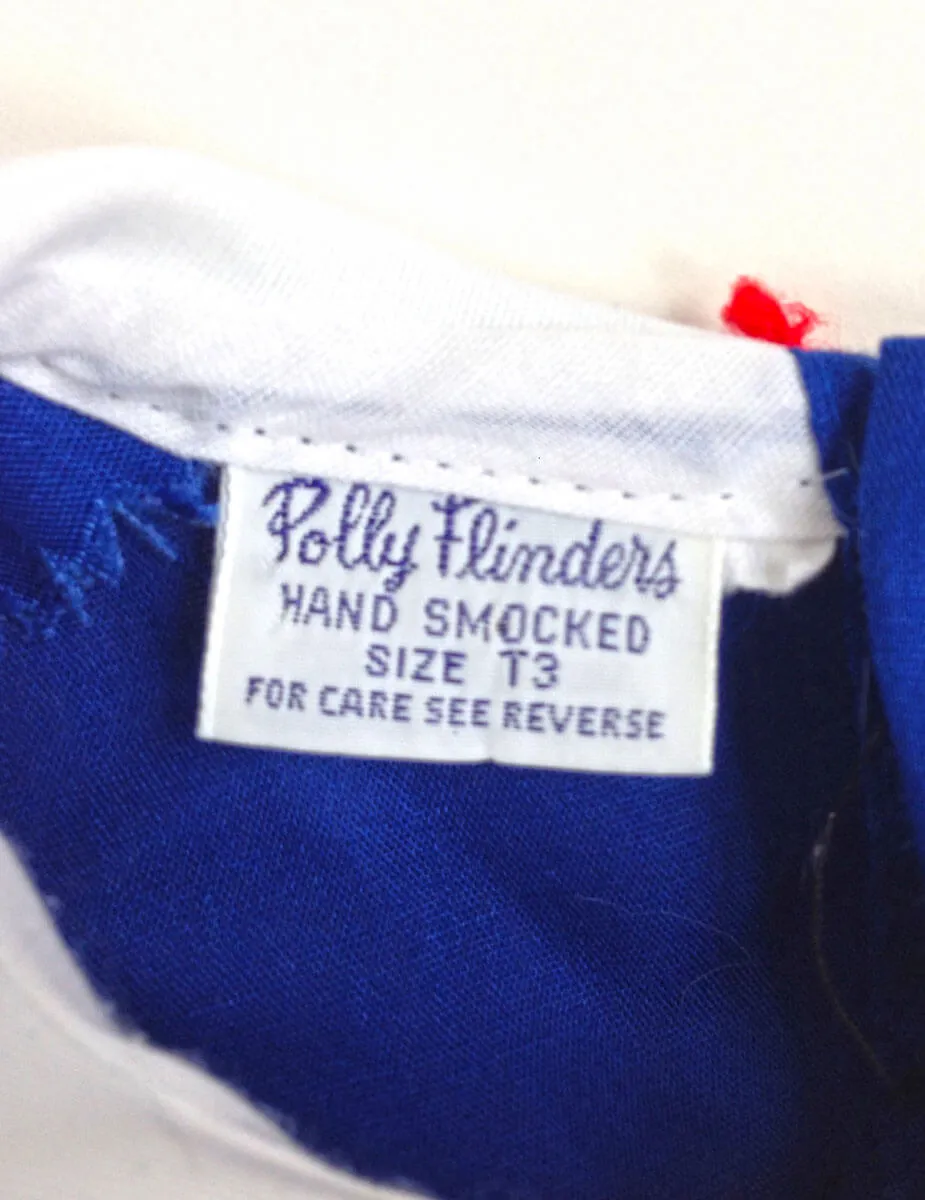 Polly Flinders
HAND SMOCKED
SIZE T3
FOR CARE SEE REVERSE